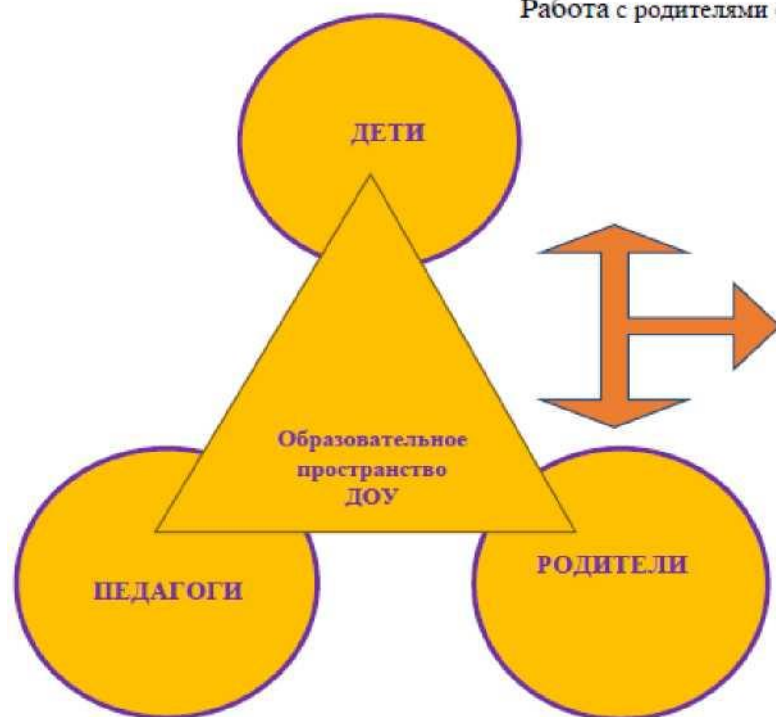 Работа с родителями
ДЕТИ
Образовательное
пространство
ДОУ
ПЕДАГОГИ
РОДИТЕЛИ